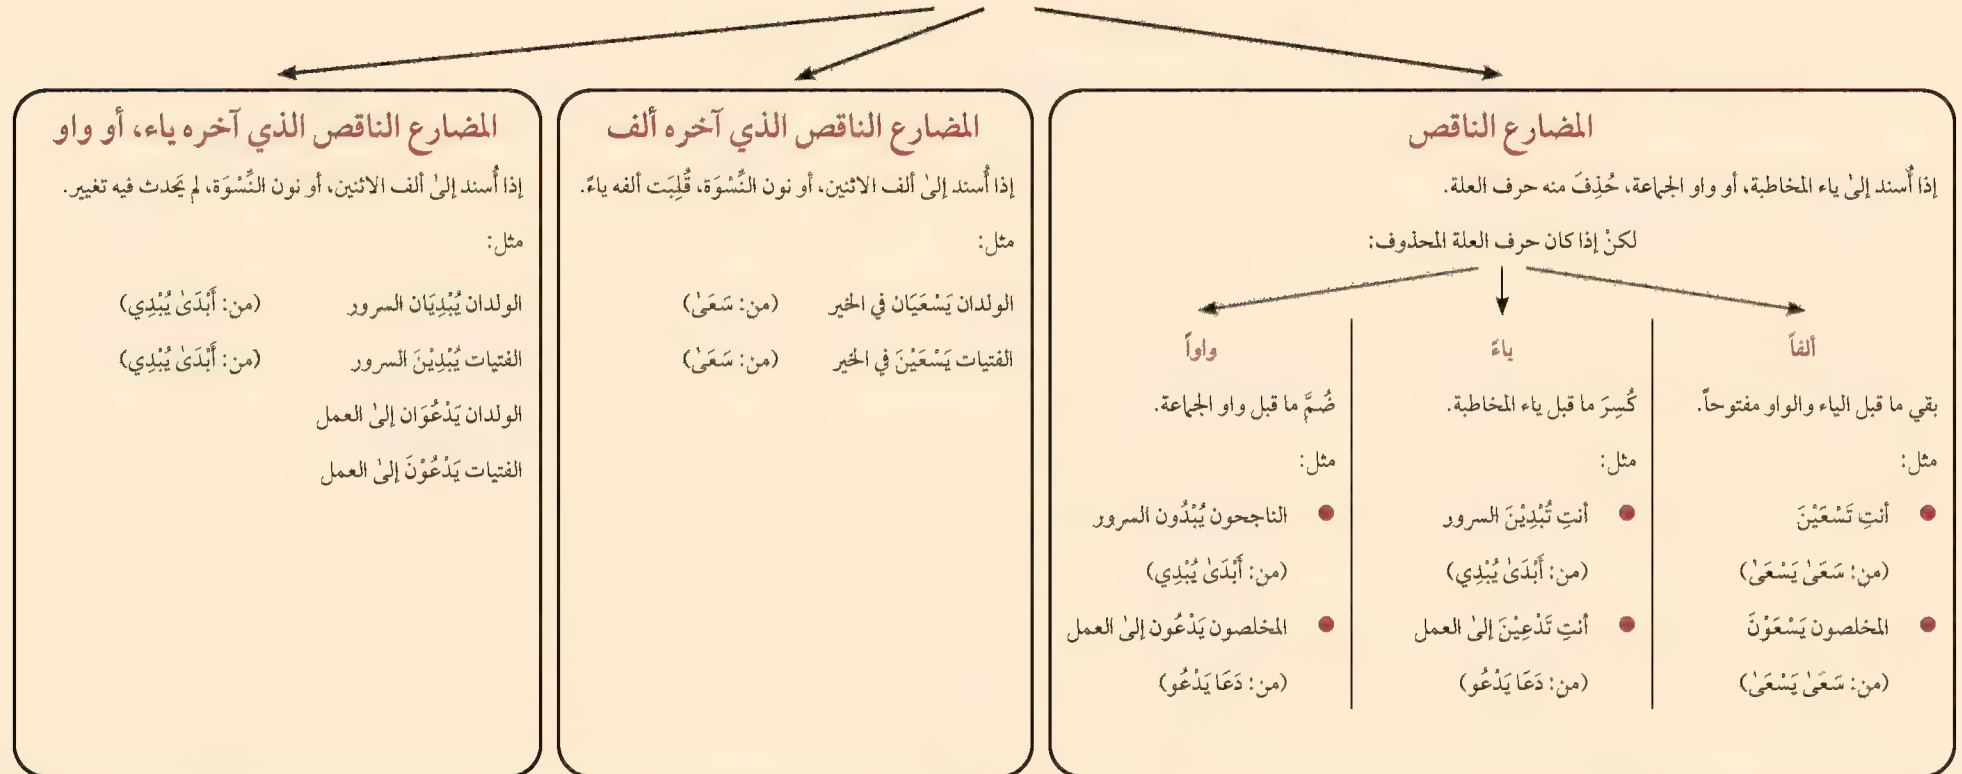 المضارع الناقص
إذا أُسند إلىٰ ياء المخاطبة، أو واو الجماعة، حُذِفَ منه حرف العلة.
لكنْ إذا كان حرف العلة المحذوف:
ألفاً
بقي ما قبل الياء والواو مفتوحاً.
مثل:
أنتِ تَسْعَيْنَ
(من: سَعَىٰ يَسْعَىٰ)
المخلصون يَسْعَوْنَ
(من: سَعَىٰ يَسْعَىٰ)
ياءً
كُسِرَ ما قبل ياء المخاطبة.
مثل:
أنتِ تُبْدِيْنَ السرور
(من: أَبْدَىٰ يُبْدِي)
أنتِ تَدْعِيْنَ إلىٰ العمل
(من: دَعَا يَدْعُو)
واواً
ضُمَّ ما قبل واو الجماعة.
مثل:
الناجحون يُبْدُون السرور
(من: أَبْدَىٰ يُبْدِي)
المخلصون يَدْعُون إلىٰ العمل
(من: دَعَا يَدْعُو)
المضارع الناقص الذي آخره ألف
إذا أُسند إلىٰ ألف الاثنين، أو نون النِّسْوَة، قُلِبَت ألفه ياءً.
مثل:
الولدان يَسْعَيَان في الخير (من: سَعَىٰ)
الفتيات يَسْعَيْنَ في الخير (من: سَعَىٰ)
المضارع الناقص الذي آخره ياء، أو واو
إذا أُسند إلىٰ ألف الاثنين، أو نون النِّسْوَة، لم يَحدث فيه تغيير.
مثل:
الولدان يُبْدِيَان السرور (من: أَبْدَىٰ يُبْدِي)
الفتيات يُبْدِيْنَ السرور (من: أَبْدَىٰ يُبْدِي)
الولدان يَدْعُوَان إلىٰ العمل
الفتيات يَدْعُوْنَ إلىٰ العمل